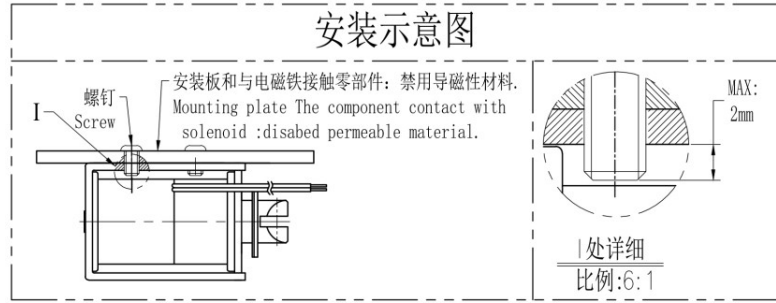 安装示意图
螺钉
Screw
I
安装板和与电磁铁接触零部件: 禁用导磁性材料.
Mounting plate The component contact with
solenoid :disabed permeable material.
MAX:
2mm
I处详细
比例:6:1